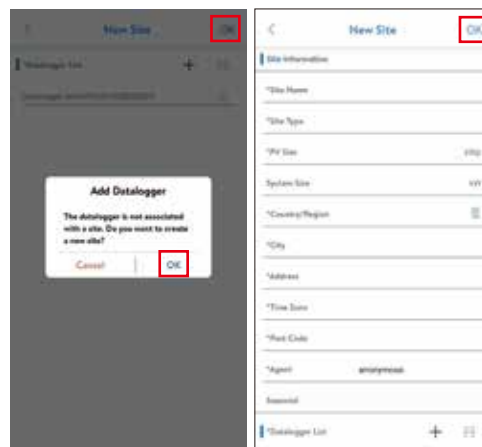 New Site
OK
Datalogger List
+
Add Datalogger
The datalogger is not associated
with a site. Do you want to create
a new site?
Cancel
OK
New Site
OK
Site Information
*Site Name
*Site Type
*PV Size
System Size
*Country/Region
*City
*Address
*Time Zone
*Post Code
*Agent anonymous
*Datalogger List +